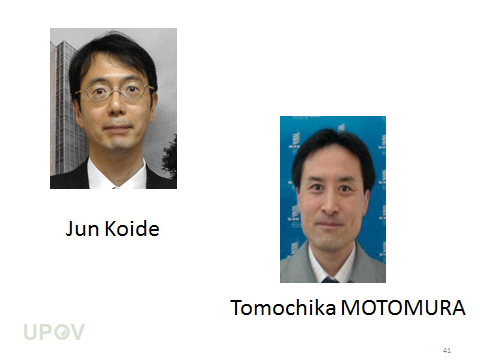 Jun Koide
Tomochika MOTOMURA
UPOV
41